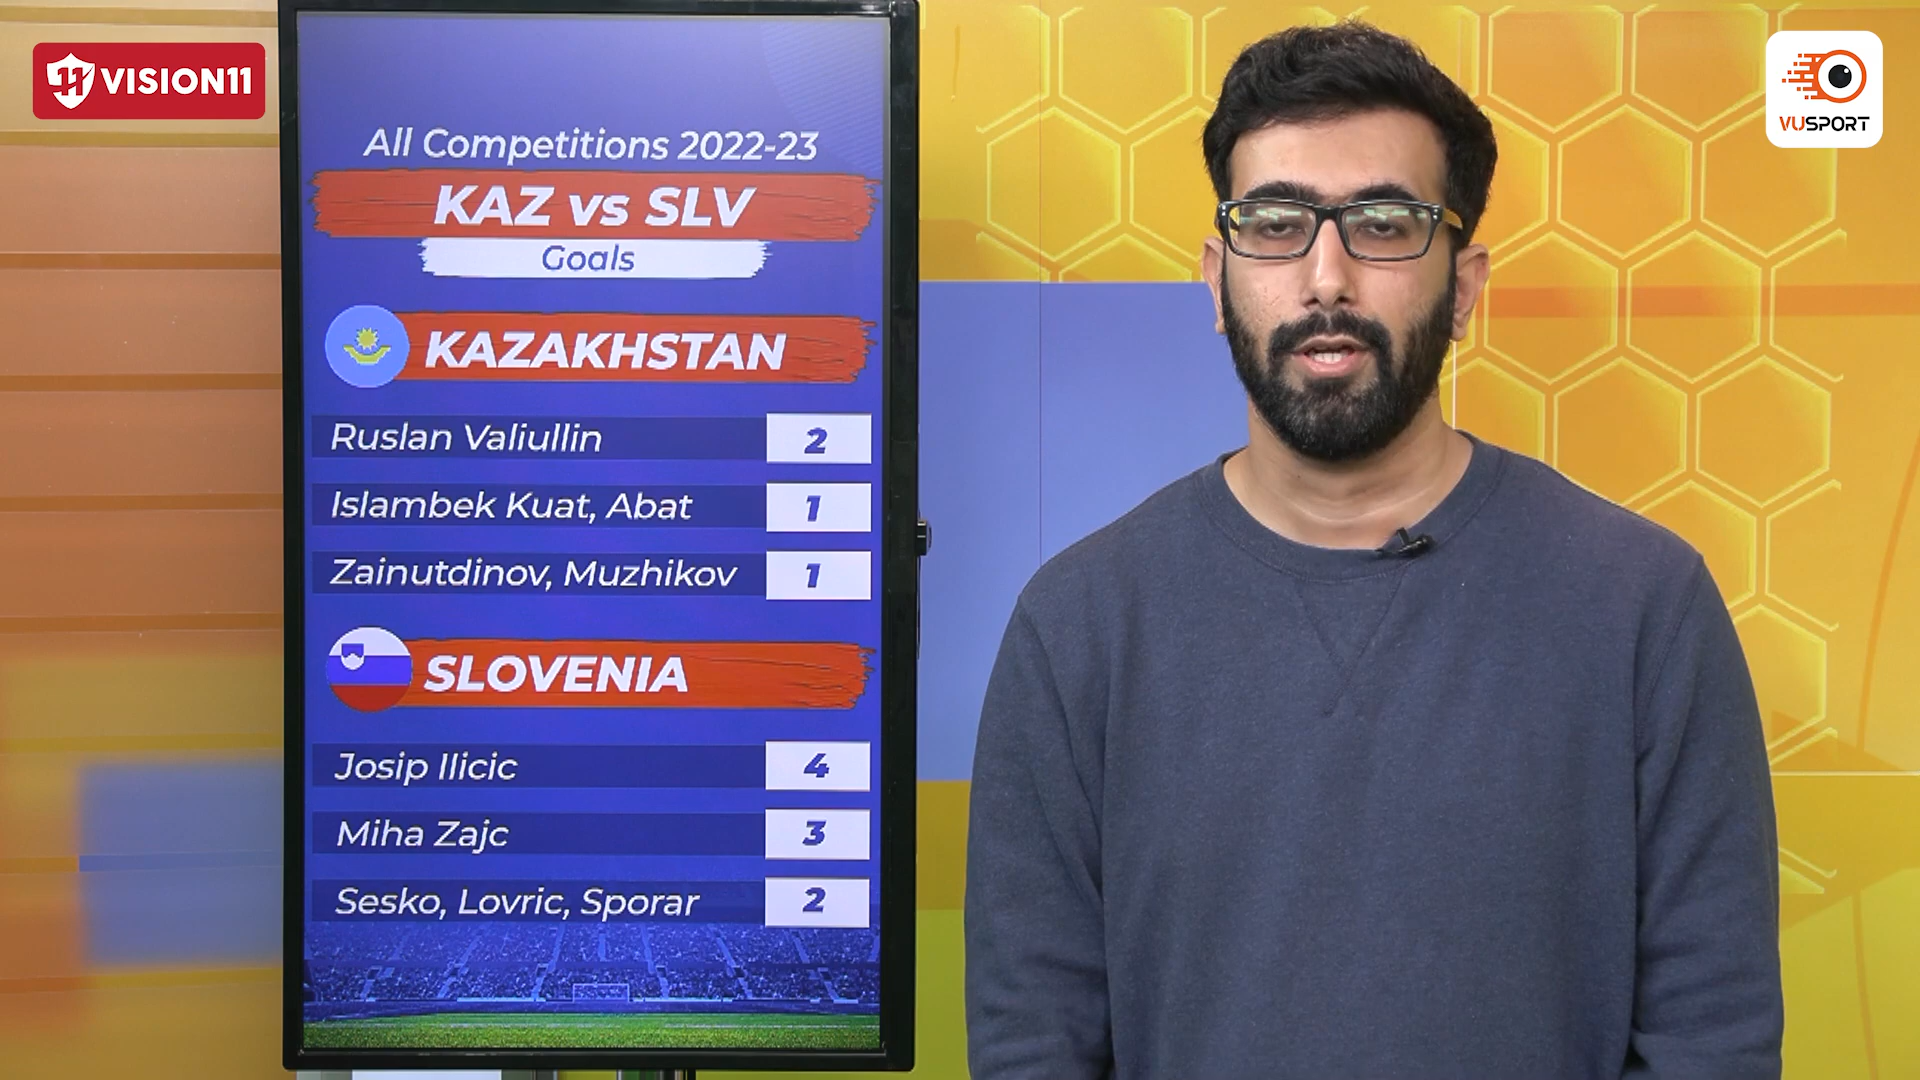 VISION11
All Competitions 2022-23
KAZ vs SLV
Goals
KAZAKHSTAN
Ruslan Valiullin 2
Islambek Kuat, Abat 1
Zainutdinov, Muzhikov 1
SLOVENIA
Josip Ilicic 4
Miha Zajc 3
Sesko, Lovric, Sporar 2
VUSPORT